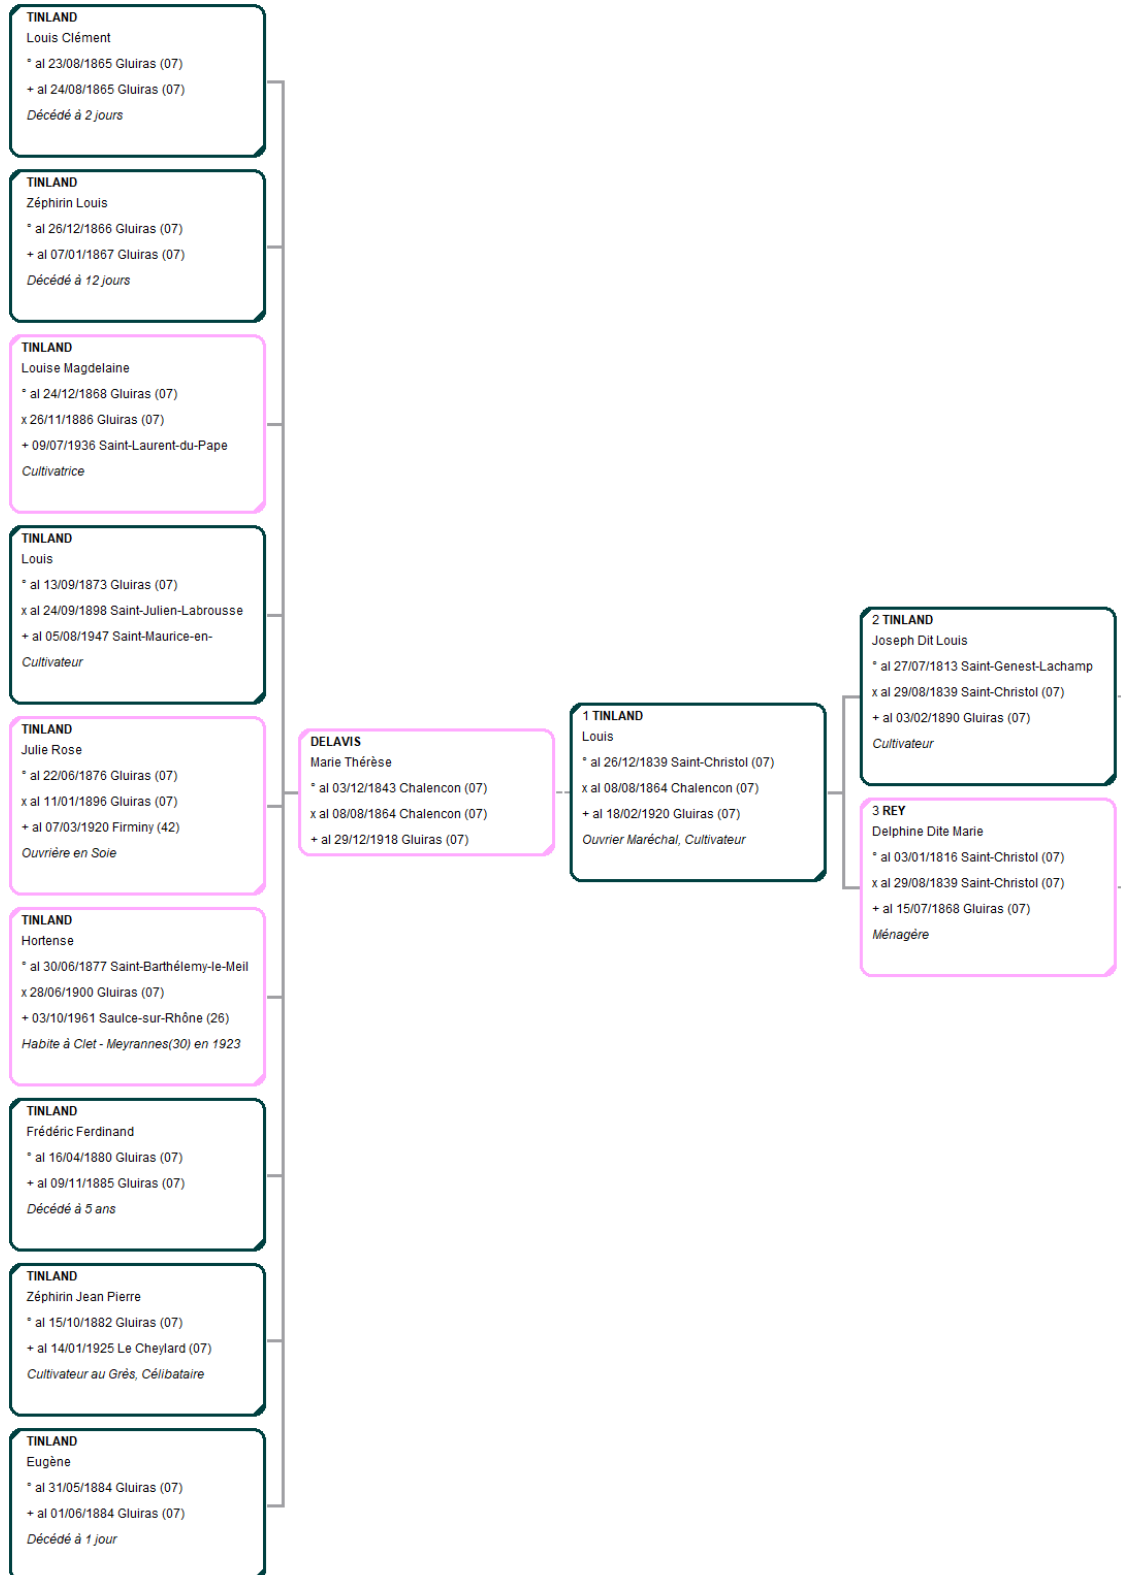 TINLAND
Louis Clément
° al 23/08/1865 Gluiras (07)
+ al 24/08/1865 Gluiras (07)
Décédé à 2 jours
TINLAND
Zéphirin Louis
° al 26/12/1866 Gluiras (07)
+ al 07/01/1867 Gluiras (07)
Décédé à 12 jours
TINLAND
Louise Magdelaine
° al 24/12/1868 Gluiras (07)
x 26/11/1886 Gluiras (07)
+ 09/07/1936 Saint-Laurent-du-Pape
Cultivatrice
TINLAND
Louis
° al 13/09/1873 Gluiras (07)
x al 24/09/1898 Saint-Julien-Labrousse
+ al 05/08/1947 Saint-Maurice-en-
Cultivateur
TINLAND
Julie Rose
° al 22/06/1876 Gluiras (07)
x al 11/01/1896 Gluiras (07)
+ al 07/03/1920 Firminy (42)
Ouvrière en Soie
TINLAND
Hortense
° al 30/06/1877 Saint-Barthélemy-le-Meil
x 28/06/1900 Gluiras (07)
+ 03/10/1961 Saulce-sur-Rhône (26)
Habite à Clet - Meyrannes(30) en 1923
TINLAND
Frédéric Ferdinand
° al 16/04/1880 Gluiras (07)
+ al 09/11/1885 Gluiras (07)
Décédé à 5 ans
TINLAND
Zéphirin Jean Pierre
° al 15/10/1882 Gluiras (07)
+ al 14/01/1925 Le Cheylard (07)
Cultivateur au Grès, Célibataire
TINLAND
Eugène
° al 31/05/1884 Gluiras (07)
+ al 01/06/1884 Gluiras (07)
Décédé à 1 jour
DELAVIS
Marie Thérèse
° al 03/12/1843 Chalencon (07)
x al 08/08/1864 Chalencon (07)
+ al 29/12/1918 Gluiras (07)
1 TINLAND
Louis
° al 26/12/1839 Saint-Christol (07)
x al 08/08/1864 Chalencon (07)
+ al 18/02/1920 Gluiras (07)
Ouvrier Maréchal, Cultivateur
2 TINLAND
Joseph Dit Louis
° al 27/07/1813 Saint-Genest-Lachamp
x al 29/08/1839 Saint-Christol (07)
+ al 03/02/1890 Gluiras (07)
Cultivateur
3 REY
Delphine Dite Marie
° al 03/01/1816 Saint-Christol (07)
x al 29/08/1839 Saint-Christol (07)
+ al 15/07/1868 Gluiras (07)
Ménagère